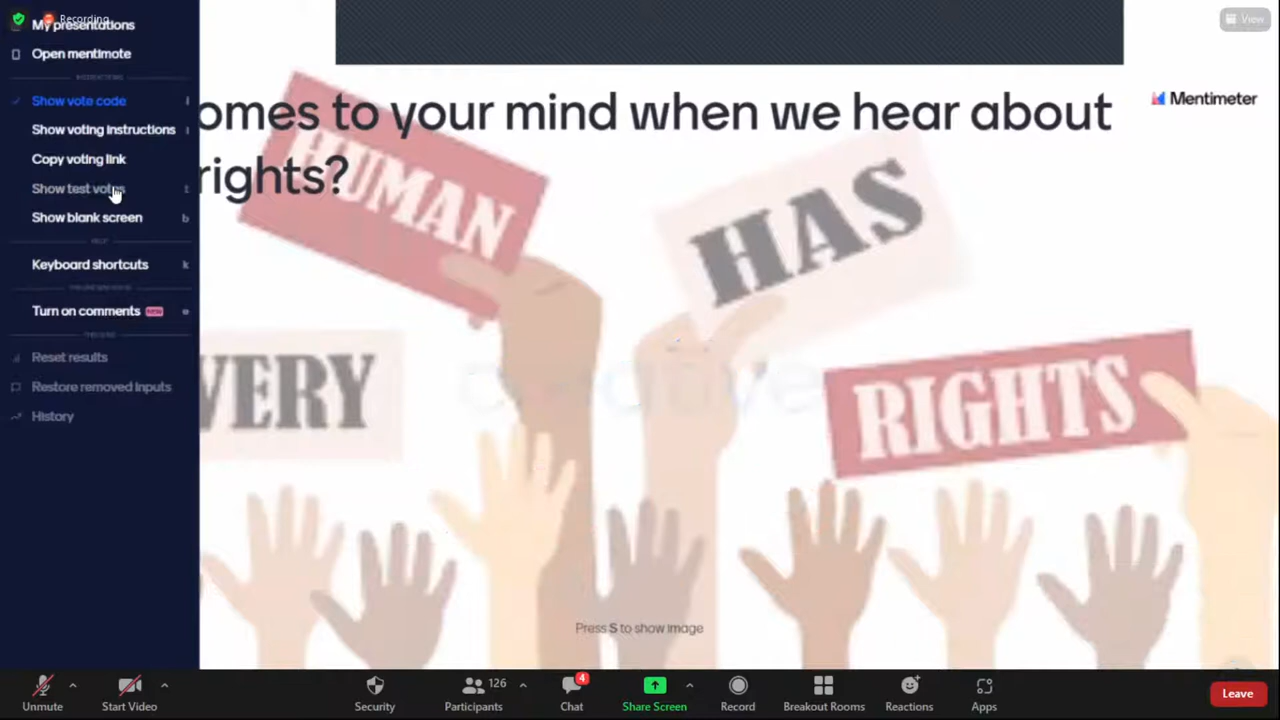 Recording
View
My presentations
Open mentimote
Show vote code
Show voting instructions
Copy voting link
Show test votes t
Show blank screen b
HELP
Keyboard shortcuts k
Turn on comments NEW
Reset results
Restore removed inputs
History
omes to your mind when we hear about
rights?
Mentimeter
HUMAN
HAS
VERY
RIGHTS
Press S to show image
Unmute
Start Video
Security
126
Participants
4
Chat
Share Screen
Record
Breakout Rooms
Reactions
Apps
Leave